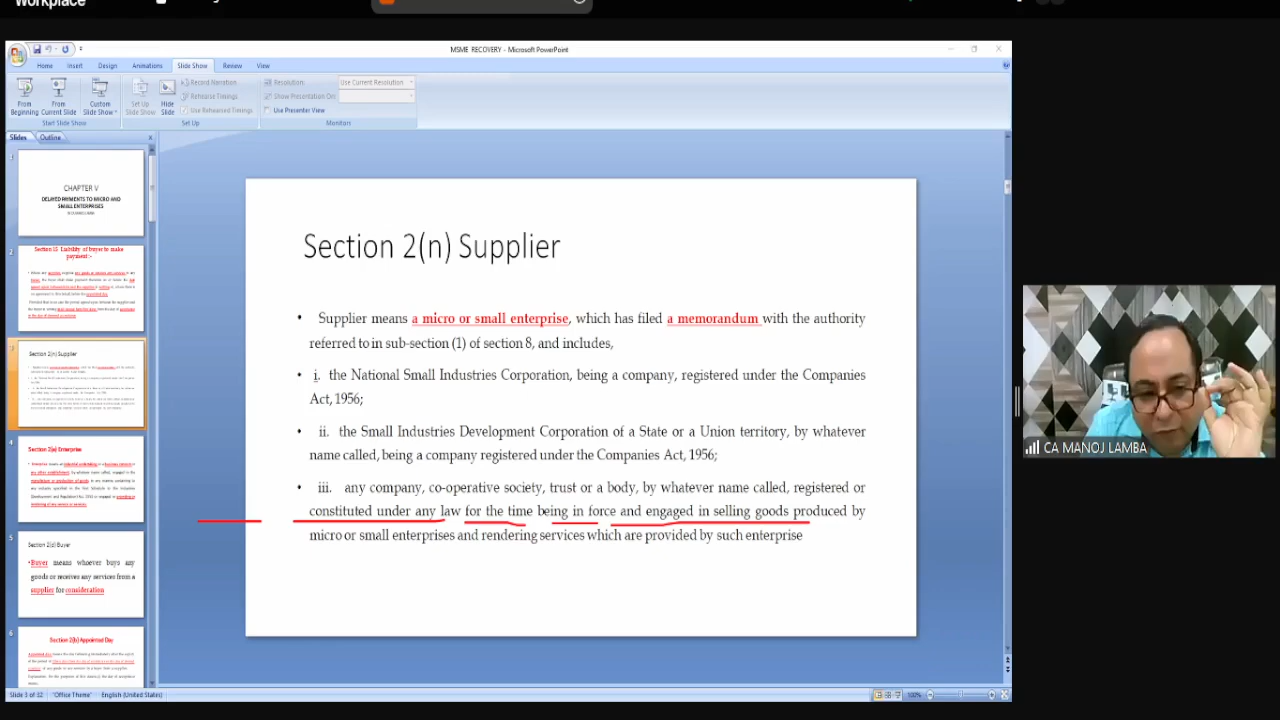 workplace
MSME RECOVERY - Microsoft PowerPoint
Home Insert Design Animations Slide Show Review View
From Beginning
From Current Slide
Custom Slide Show
Set Up Slide Show
Hide Slide
Record Narration
Rehearse Timings
Use Rehearsed Timings
Resolution: Use Current Resolution
Show Presentation On:
Use Presenter View
Start Slide Show Set Up Monitors
Slides Outline
1
CHAPTER V
DELAYED PAYMENTS TO MICRO AND
SMALL ENTERPRISES
2
Section 15 Liability of buyer to make
payment:-
Section 2(n) Supplier
4
Section 2(e) Enterprise
5
Section 2(d) Buyer
•Buyer means whoever buys any
goods or receives any services from a
supplier for consideration
6
Section 2(b) Appointed Day
Section 2(n) Supplier
• Supplier means a micro or small enterprise, which has filed a memorandum with the authority
referred to in sub-section (1) of section 8, and includes,
• i. the National Small Industries Corporation, being a company, registered under the Companies
Act, 1956;
• ii. the Small Industries Development Corporation of a State or a Union territory, by whatever
name called, being a company registered under the Companies Act, 1956;
• iii. any company, co-operative society, trust or a body, by whatever name called, registered or
constituted under any law for the time being in force and engaged in selling goods produced by
micro or small enterprises and rendering services which are provided by such enterprise
CA MANOJ LAMBA
Slide 3 of 32 "Office Theme" English (United States) 100%